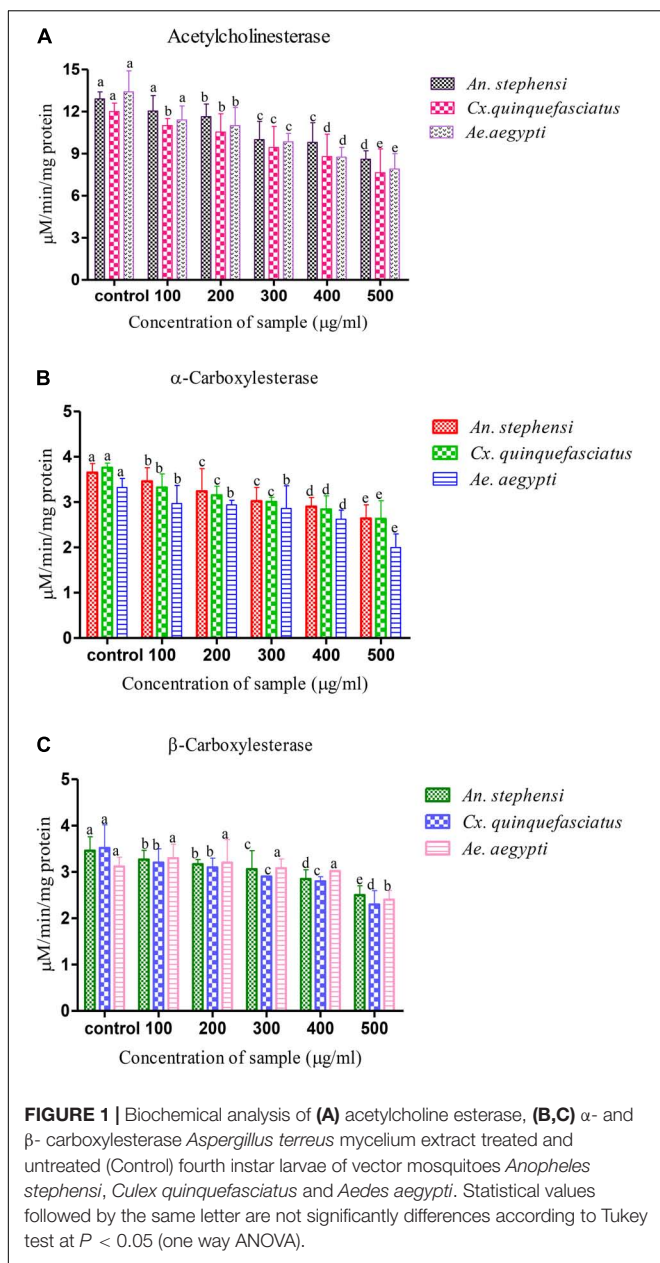 A
Acetylcholinesterase
15
12
9
6
3
0
μM/min/mg protein
a a a
a b a
b b b
c c c
c d d
d e e
control 100 200 300 400 500
Concentration of sample (μg/ml)
An. stephensi
Cx.quinquefasciatus
Ae.aegypti
B
α-Carboxylesterase
5
4
3
2
1
0
μM/min/mg protein
a a a
b b b
c c b
c c b
d d d
e e e
control 100 200 300 400 500
Concentration of sample (μg/ml)
An. stephensi
Cx. quinquefasciatus
Ae. aegypti
C
β-Carboxylesterase
5
4
3
2
1
0
μM/min/mg protein
a a a
b b a
b b a
c c a
d c a
e d b
control 100 200 300 400 500
Concentration of sample (μg/ml)
An. stephensi
Cx. quinquefasciatus
Ae. aegypti
FIGURE 1 | Biochemical analysis of (A) acetylcholine esterase, (B,C) α- and
β- carboxylesterase Aspergillus terreus mycelium extract treated and
untreated (Control) fourth instar larvae of vector mosquitoes Anopheles
stephensi, Culex quinquefasciatus and Aedes aegypti. Statistical values
followed by the same letter are not significantly differences according to Tukey
test at P < 0.05 (one way ANOVA).